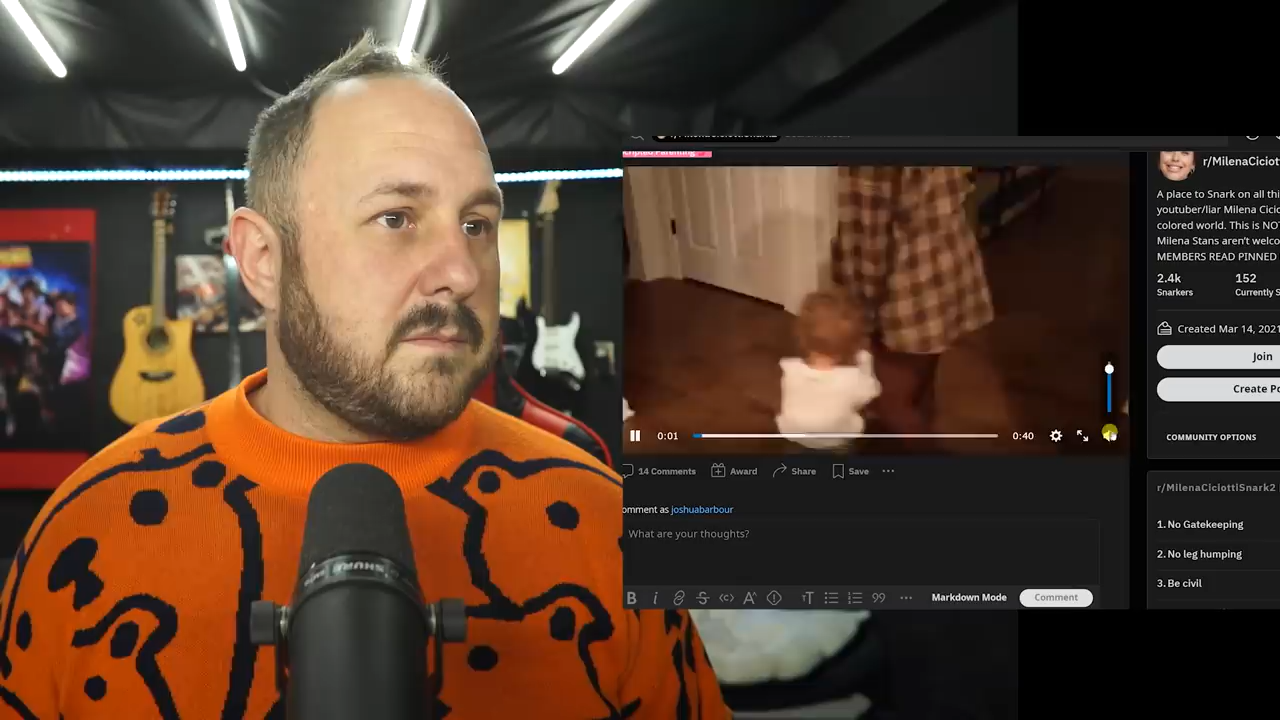 r/MilenaCiciot
A place to Snark on all thi
youtuber/liar Milena Cicio
colored world. This is NO
Milena Stans aren't welco
MEMBERS READ PINNED
2.4k 152
Snarkers Currently S
Created Mar 14, 2021
Join
Create Po
COMMUNITY OPTIONS
r/MilenaCiciottiSnark2
1. No Gatekeeping
2. No leg humping
3. Be civil
0:01 0:40
14 Comments Award Share Save
omment as joshuabarbour
What are your thoughts?
Markdown Mode Comment
SHURE